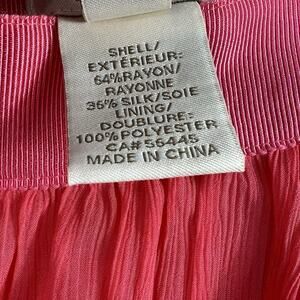 SHELL/
EXTÉRIEUR:
64%RAYON/
RAYONNE
36% SILK/SOIE
LINING/
DOUBLURE:
100%POLYESTER
CA# 56445
MADE IN CHINA